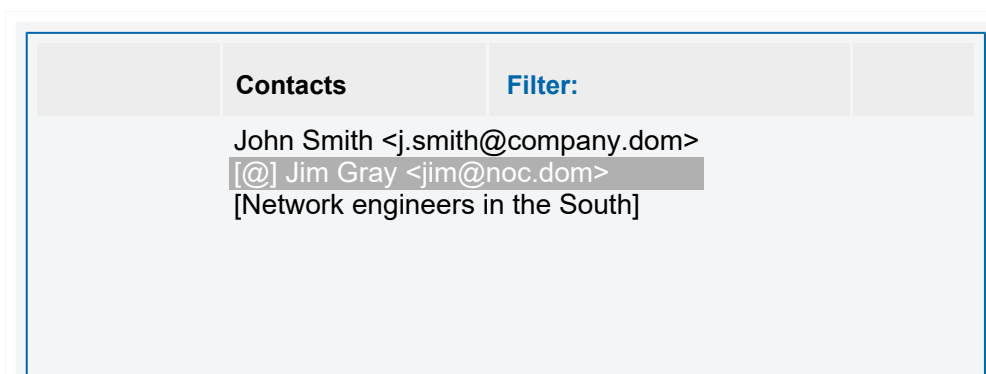 Contacts Filter:
John Smith <j.smith@company.dom>
[@] Jim Gray <jim@noc.dom>
[Network engineers in the South]